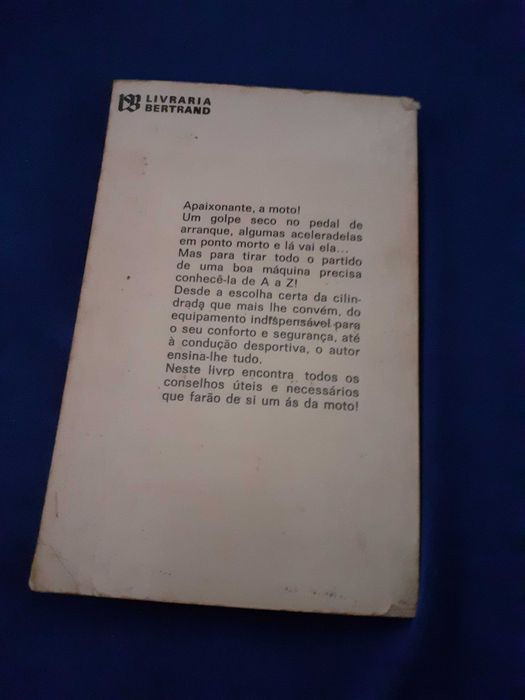 LIVRARIA
BERTRAND
Apaixonante, a moto!
Um golpe seco no pedal de
arranque, algumas aceleradelas
em ponto morto e lá vai ela...
Mas para tirar todo o partido
de uma boa máquina precisa
conhecê-la de A a Z!
Desde a escolha certa da cilin-
drada que mais lhe convém, do
equipamento indispensável para
o seu conforto e segurança, até
à condução desportiva, o autor
ensina-lhe tudo.
Neste livro encontra todos os
conselhos úteis e necessários
que farão de si um ás da moto!